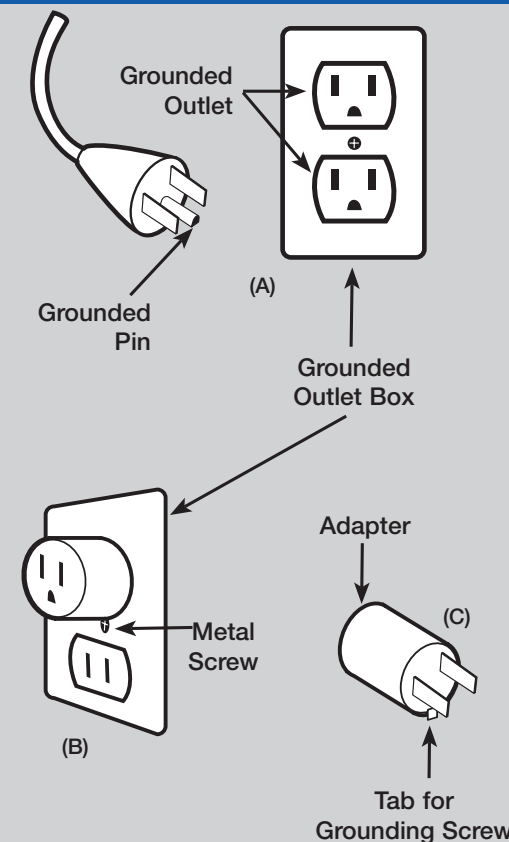 Grounded
Outlet
Grounded
Pin
(A)
Grounded
Outlet Box
Adapter
(C)
Metal
Screw
(B)
Tab for
Grounding Screw